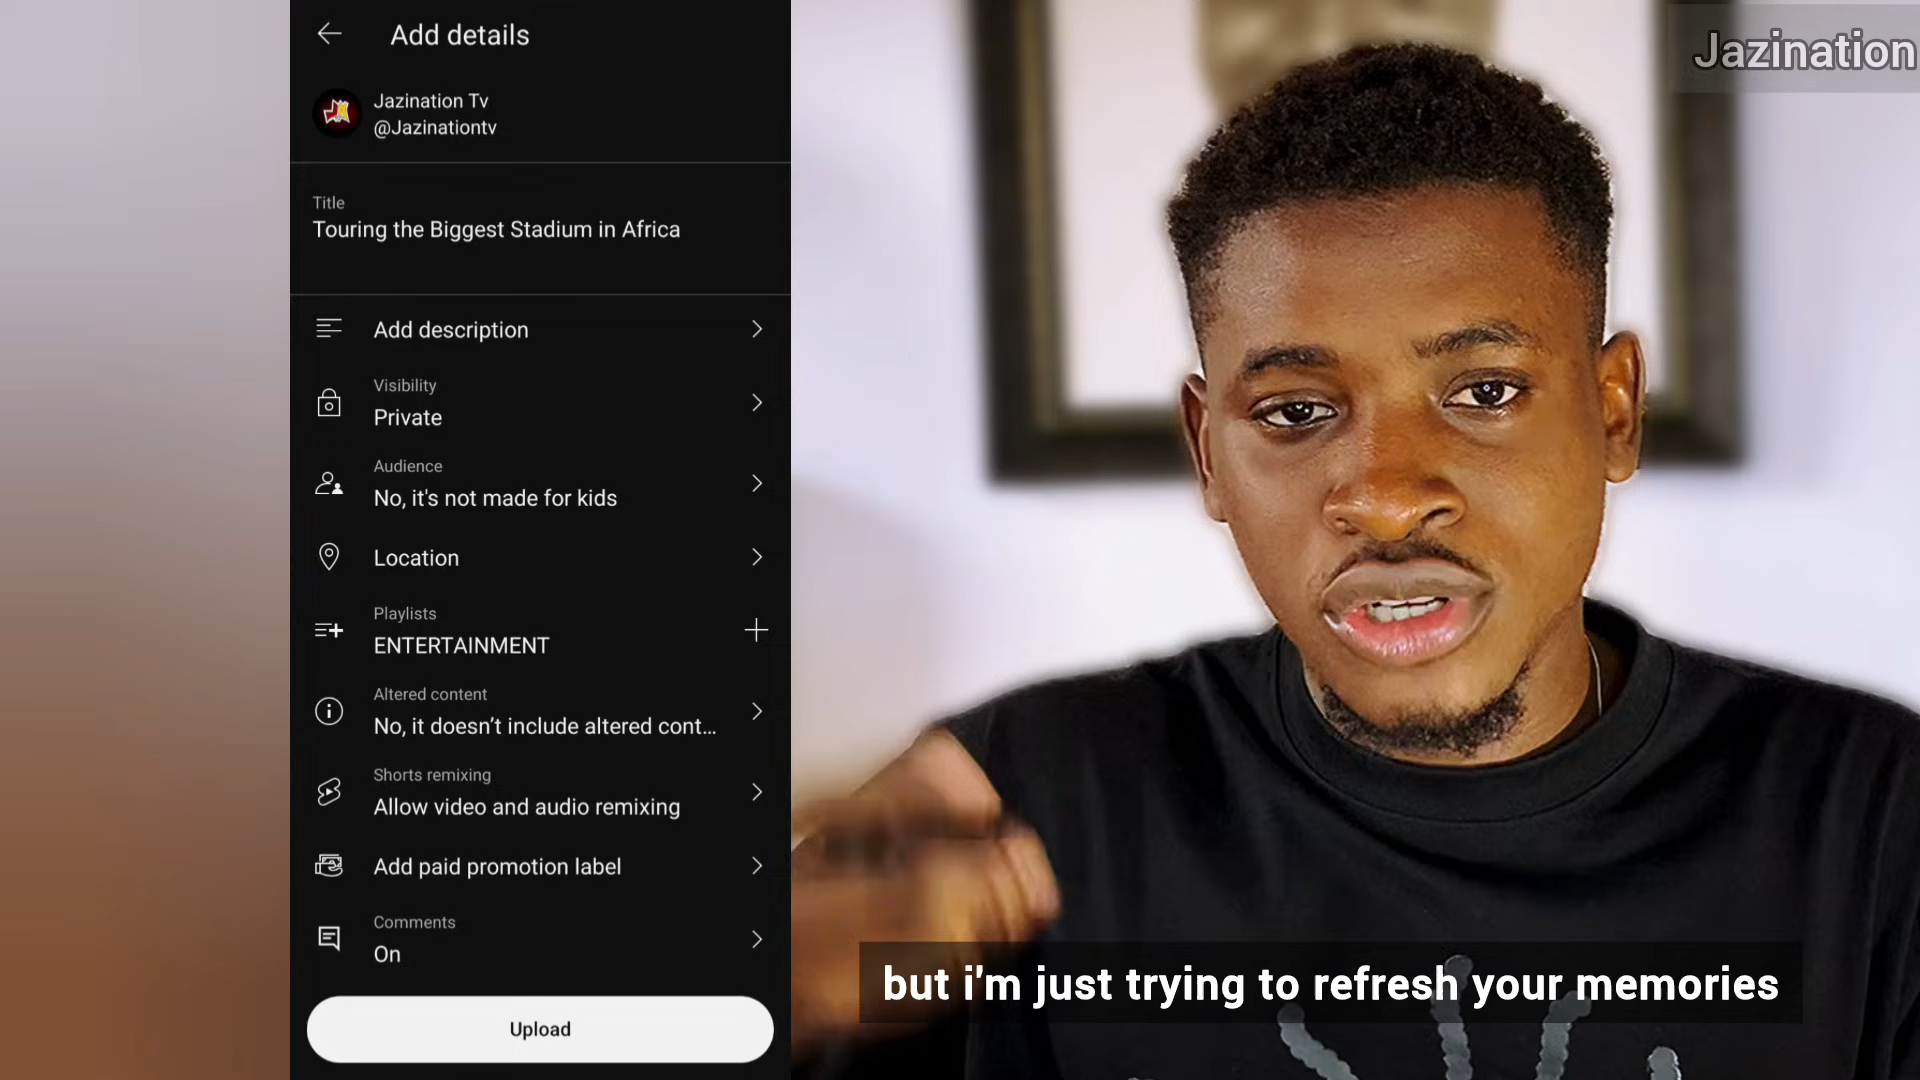 Add details
Jazination Tv
@Jazinationtv
Title
Touring the Biggest Stadium in Africa
Add description
Visibility
Private
Audience
No, it's not made for kids
Location
Playlists
ENTERTAINMENT
Altered content
No, it doesn’t include altered cont...
Shorts remixing
Allow video and audio remixing
Add paid promotion label
Comments
On
Upload
Jazination
but i'm just trying to refresh your memories